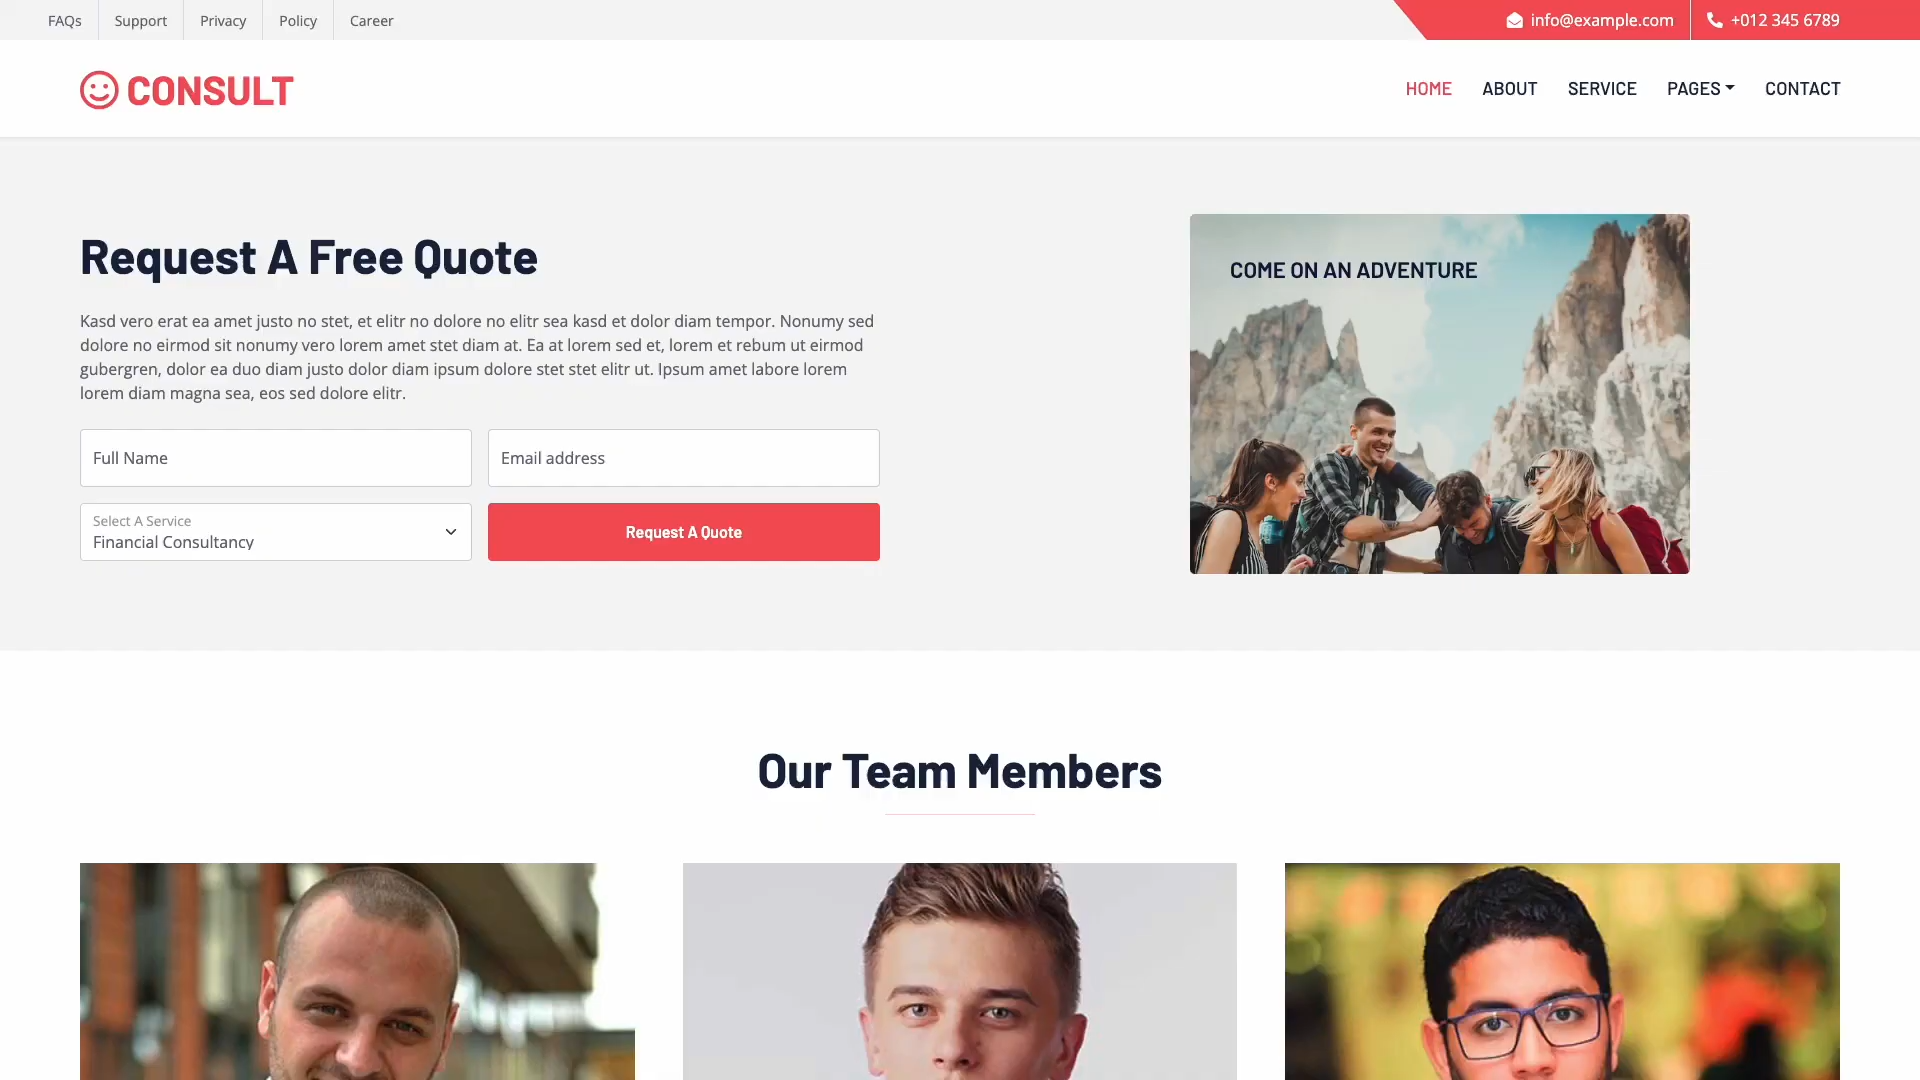 FAQs
Support
Privacy
Policy
Career
info@example.com
+012 345 6789
CONSULT
HOME
ABOUT
SERVICE
PAGES
CONTACT
Request A Free Quote
Kasd vero erat ea amet justo no stet, et elitr no dolore no elitr sea kasd et dolor diam tempor. Nonumy sed
dolore no eirmod sit nonumy vero lorem amet stet diam at. Ea at lorem sed et, lorem et rebum ut eirmod
gubergren, dolor ea duo diam justo dolor diam ipsum dolore stet stet elitr ut. Ipsum amet labore lorem
lorem diam magna sea, eos sed dolore elitr.
Full Name
Email address
Select A Service
Financial Consultancy
Request A Quote
COME ON AN ADVENTURE
Our Team Members